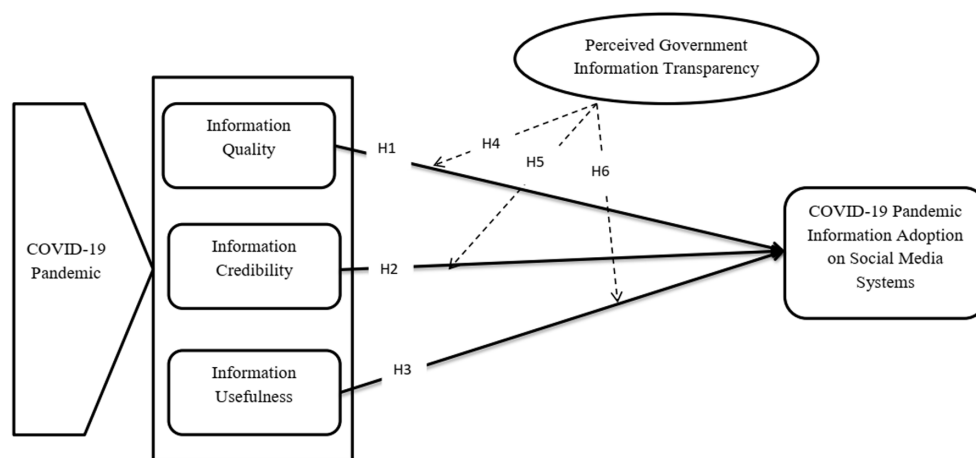 Perceived Government
Information Transparency
Information
Quality
H1
H4
H5
H6
COVID-19
Pandemic
Information
Credibility
H2
COVID-19 Pandemic
Information Adoption
on Social Media
Systems
Information
Usefulness
H3